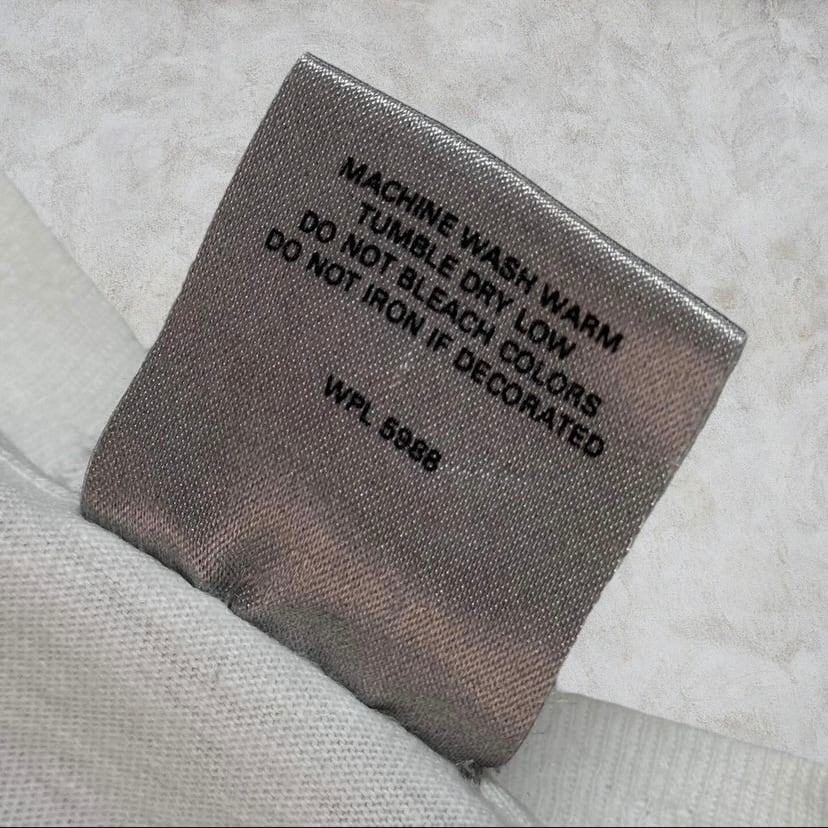 MACHINE WASH WARM
TUMBLE DRY LOW
DO NOT BLEACH COLORS
DO NOT IRON IF DECORATED
WPL 5988